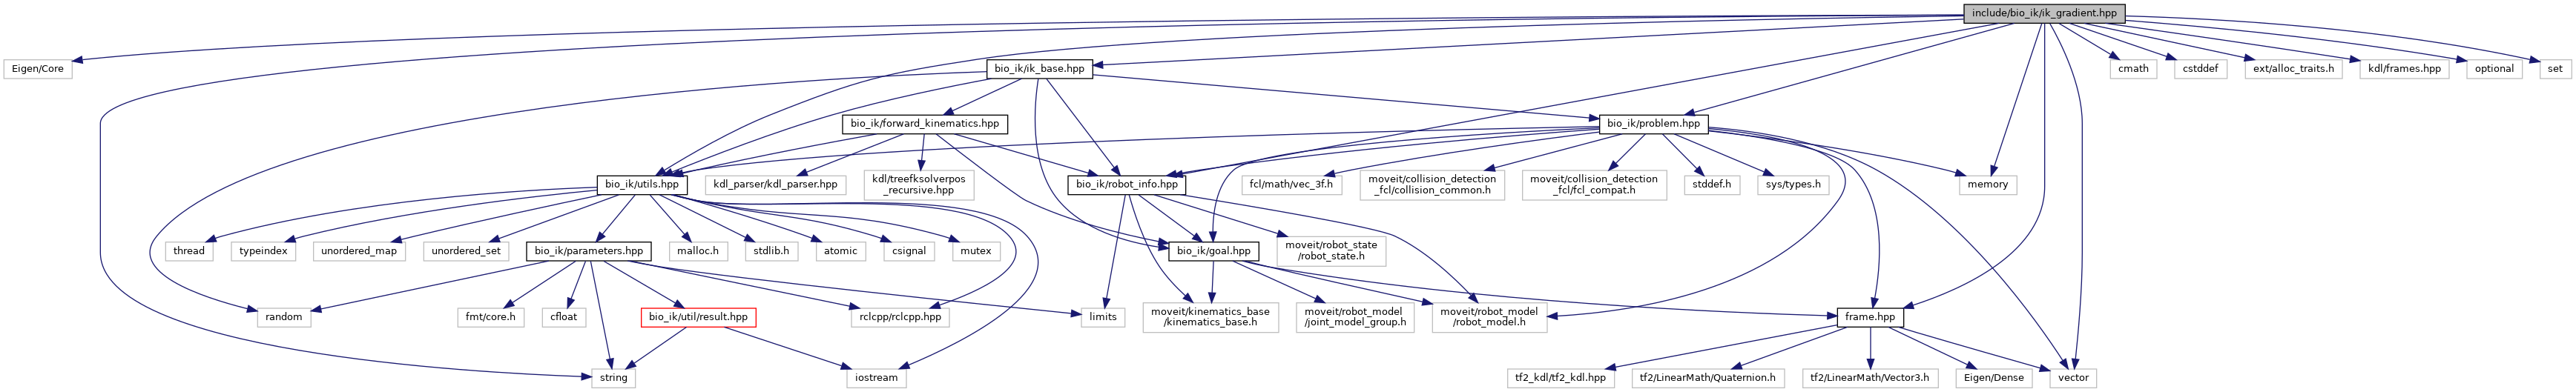 include/bio_ik/ik_gradient.hpp
Eigen/Core
bio_ik/ik_base.hpp
cmath
cstddef
ext/alloc_traits.h
kdl/frames.hpp
optional
set
bio_ik/forward_kinematics.hpp
bio_ik/problem.hpp
bio_ik/utils.hpp
kdl_parser/kdl_parser.hpp
kdl/treefksolverpos
_recursive.hpp
bio_ik/robot_info.hpp
fcl/math/vec_3f.h
moveit/collision_detection
_fcl/collision_common.h
moveit/collision_detection
_fcl/fcl_compat.h
stddef.h
sys/types.h
memory
thread
typeindex
unordered_map
unordered_set
bio_ik/parameters.hpp
malloc.h
stdlib.h
atomic
csignal
mutex
bio_ik/goal.hpp
moveit/robot_state
/robot_state.h
random
fmt/core.h
cfloat
bio_ik/util/result.hpp
rclcpp/rclcpp.hpp
limits
moveit/kinematics_base
/kinematics_base.h
moveit/robot_model
/joint_model_group.h
moveit/robot_model
/robot_model.h
frame.hpp
string
iostream
tf2_kdl/tf2_kdl.hpp
tf2/LinearMath/Quaternion.h
tf2/LinearMath/Vector3.h
Eigen/Dense
vector